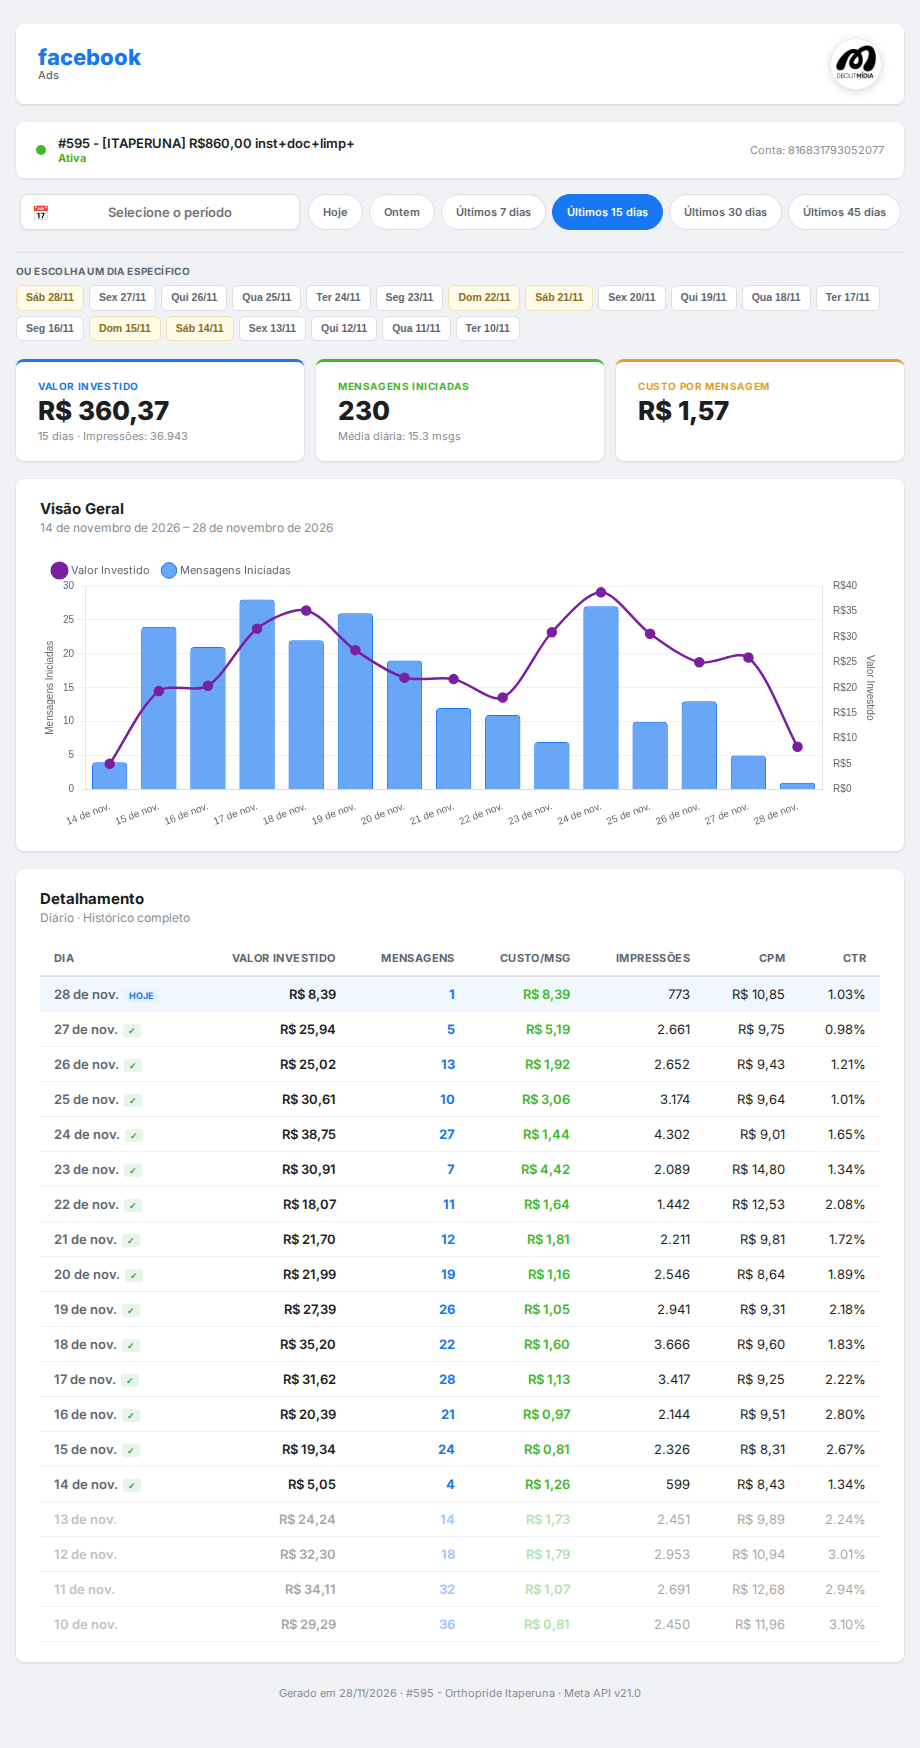 facebook
Ads
DBOUTMÍDIA
#595 - [ITAPERUNA] R$860,00 inst+doc+limp+
Ativa
Conta: 816831793052077
Selecione o período
Hoje
Ontem
Últimos 7 dias
Últimos 15 dias
Últimos 30 dias
Últimos 45 dias
OU ESCOLHA UM DIA ESPECÍFICO
Sáb 28/11 Sex 27/11 Qui 26/11 Qua 25/11 Ter 24/11 Seg 23/11 Dom 22/11 Sáb 21/11 Sex 20/11 Qui 19/11 Qua 18/11 Ter 17/11
Seg 16/11 Dom 15/11 Sáb 14/11 Sex 13/11 Qui 12/11 Qua 11/11 Ter 10/11
VALOR INVESTIDO
R$ 360,37
15 dias · Impressões: 36.943
MENSAGENS INICIADAS
230
Média diária: 15.3 msgs
CUSTO POR MENSAGEM
R$ 1,57
Visão Geral
14 de novembro de 2026 – 28 de novembro de 2026
Valor Investido Mensagens Iniciadas
Mensagens Iniciadas
30
25
20
15
10
5
0
R$40
R$35
R$30
R$25
R$20
R$15
R$10
R$5
R$0
Valor Investido
14 de nov. 15 de nov. 16 de nov. 17 de nov. 18 de nov. 19 de nov. 20 de nov. 21 de nov. 22 de nov. 23 de nov. 24 de nov. 25 de nov. 26 de nov. 27 de nov. 28 de nov.
Detalhamento
Diário · Histórico completo
DIA VALOR INVESTIDO MENSAGENS CUSTO/MSG IMPRESSÕES CPM CTR
28 de nov. HOJE R$ 8,39 1 R$ 8,39 773 R$ 10,85 1.03%
27 de nov. ✓ R$ 25,94 5 R$ 5,19 2.661 R$ 9,75 0.98%
26 de nov. ✓ R$ 25,02 13 R$ 1,92 2.652 R$ 9,43 1.21%
25 de nov. ✓ R$ 30,61 10 R$ 3,06 3.174 R$ 9,64 1.01%
24 de nov. ✓ R$ 38,75 27 R$ 1,44 4.302 R$ 9,01 1.65%
23 de nov. ✓ R$ 30,91 7 R$ 4,42 2.089 R$ 14,80 1.34%
22 de nov. ✓ R$ 18,07 11 R$ 1,64 1.442 R$ 12,53 2.08%
21 de nov. ✓ R$ 21,70 12 R$ 1,81 2.211 R$ 9,81 1.72%
20 de nov. ✓ R$ 21,99 19 R$ 1,16 2.546 R$ 8,64 1.89%
19 de nov. ✓ R$ 27,39 26 R$ 1,05 2.941 R$ 9,31 2.18%
18 de nov. ✓ R$ 35,20 22 R$ 1,60 3.666 R$ 9,60 1.83%
17 de nov. ✓ R$ 31,62 28 R$ 1,13 3.417 R$ 9,25 2.22%
16 de nov. ✓ R$ 20,39 21 R$ 0,97 2.144 R$ 9,51 2.80%
15 de nov. ✓ R$ 19,34 24 R$ 0,81 2.326 R$ 8,31 2.67%
14 de nov. ✓ R$ 5,05 4 R$ 1,26 599 R$ 8,43 1.34%
13 de nov. R$ 24,24 14 R$ 1,73 2.451 R$ 9,89 2.24%
12 de nov. R$ 32,30 18 R$ 1,79 2.953 R$ 10,94 3.01%
11 de nov. R$ 34,11 32 R$ 1,07 2.691 R$ 12,68 2.94%
10 de nov. R$ 29,29 36 R$ 0,81 2.450 R$ 11,96 3.10%
Gerado em 28/11/2026 · #595 - Orthopride Itaperuna · Meta API v21.0